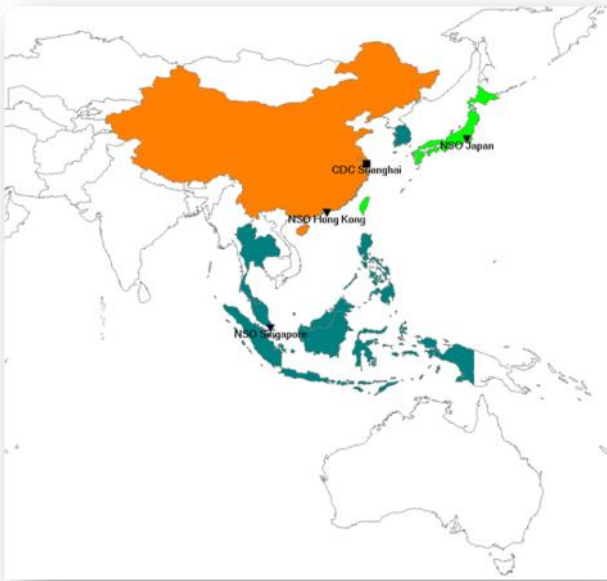 NSO Japan
CDC Shanghai
NSO Hong Kong
NSO Singapore